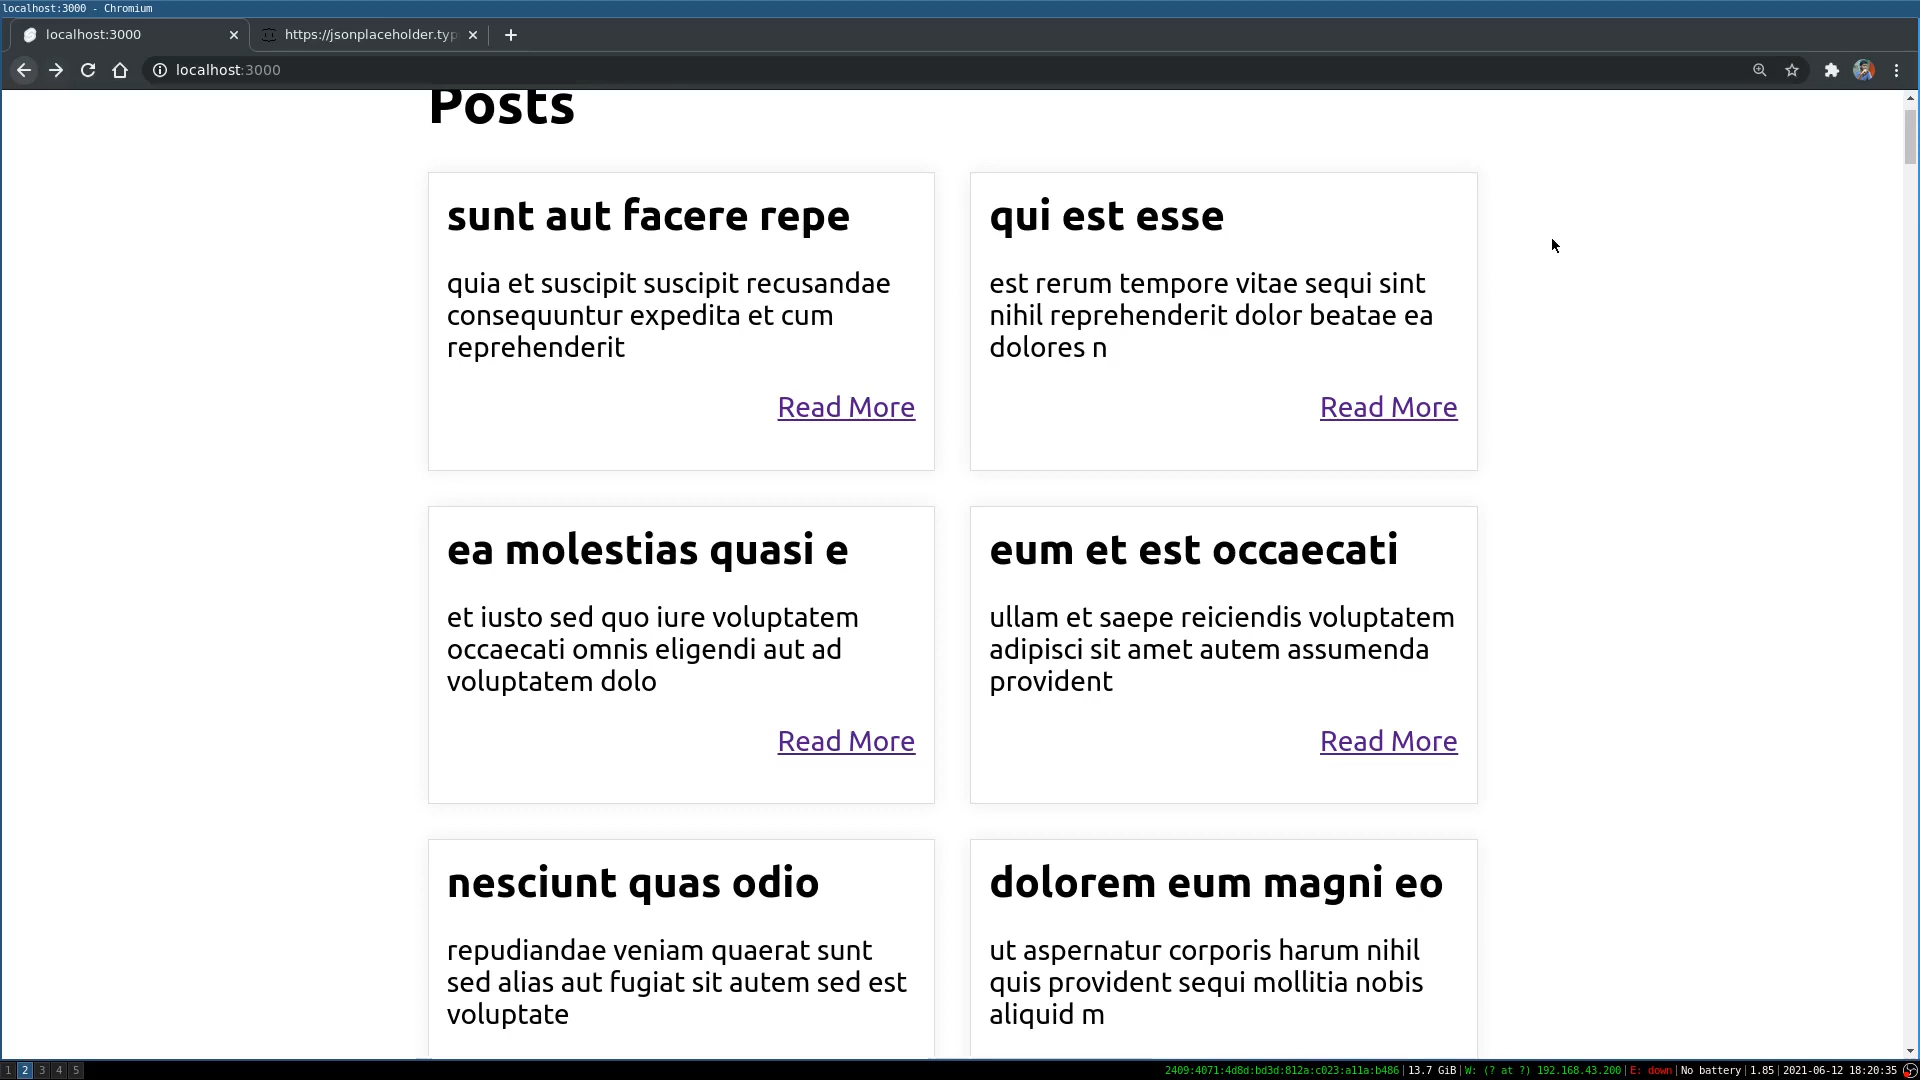 localhost:3000 - Chromium
localhost:3000
https://jsonplaceholder.typ
localhost:3000
Posts
sunt aut facere repe
quia et suscipit suscipit recusandae
consequuntur expedita et cum
reprehenderit
Read More
qui est esse
est rerum tempore vitae sequi sint
nihil reprehenderit dolor beatae ea
dolores n
Read More
ea molestias quasi e
et iusto sed quo iure voluptatem
occaecati omnis eligendi aut ad
voluptatem dolo
Read More
eum et est occaecati
ullam et saepe reiciendis voluptatem
adipisci sit amet autem assumenda
provident
Read More
nesciunt quas odio
repudiandae veniam quaerat sunt
sed alias aut fugiat sit autem sed est
voluptate
dolorem eum magni eo
ut aspernatur corporis harum nihil
quis provident sequi mollitia nobis
aliquid m
1 2 3 4 5
2409:4071:4d8d:bd3d:812a:c023:a11a:b486|13.7 GiB|W: (? at ?) 192.168.43.200|E: down|No battery|1.85|2021-06-12 18:20:35